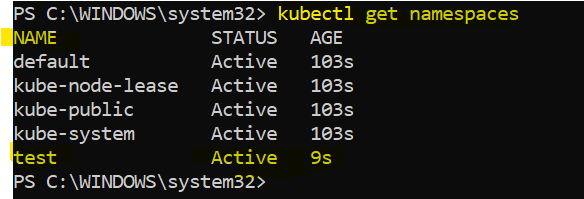 PS C:\WINDOWS\system32> kubectl get namespaces
NAME STATUS AGE
default Active 103s
kube-node-lease Active 103s
kube-public Active 103s
kube-system Active 103s
test Active 9s
PS C:\WINDOWS\system32>